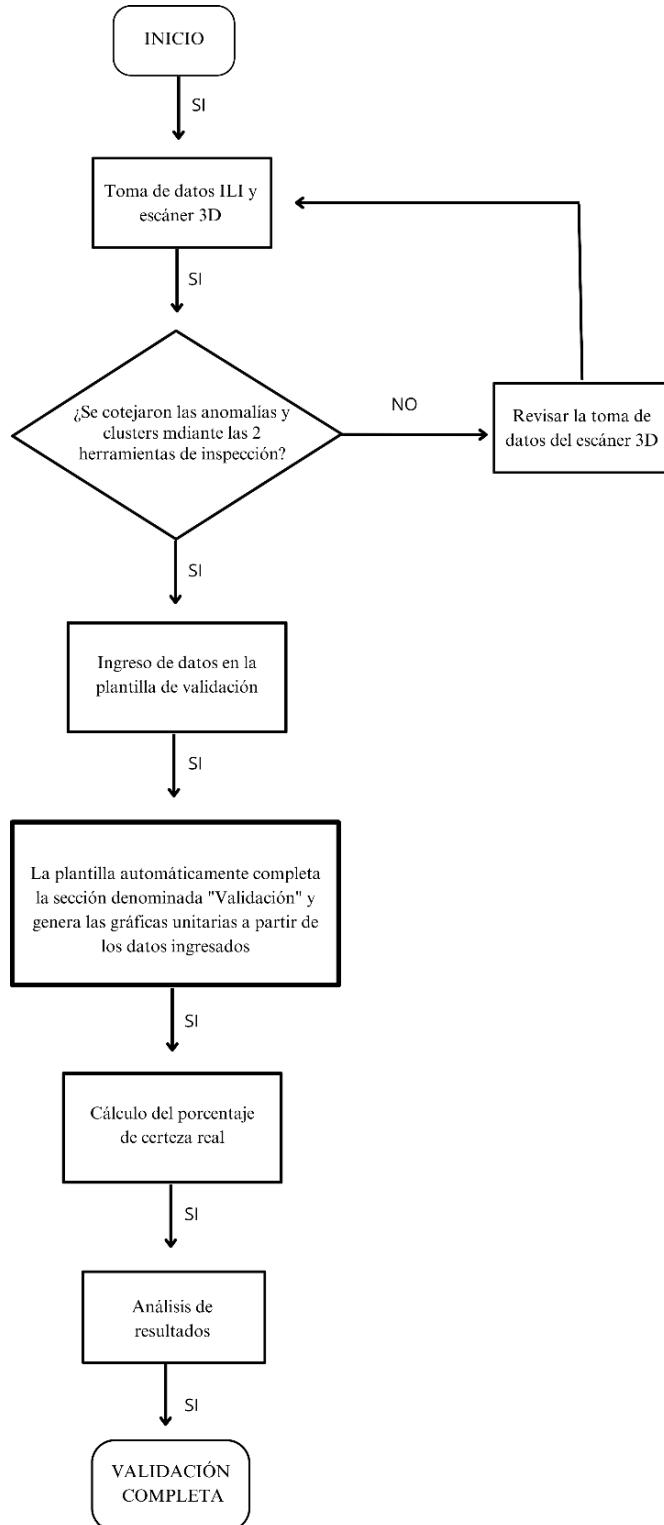 INICIO
SI
Toma de datos ILI y
escáner 3D
SI
¿Se cotejaron las anomalías y
clusters mdiante las 2
herramientas de inspección?
NO
Revisar la toma de
datos del escáner 3D
SI
Ingreso de datos en la
plantilla de validación
SI
La plantilla automáticamente completa
la sección denominada "Validación" y
genera las gráficas unitarias a partir de
los datos ingresados
SI
Cálculo del porcentaje
de certeza real
SI
Análisis de
resultados
SI
VALIDACIÓN
COMPLETA